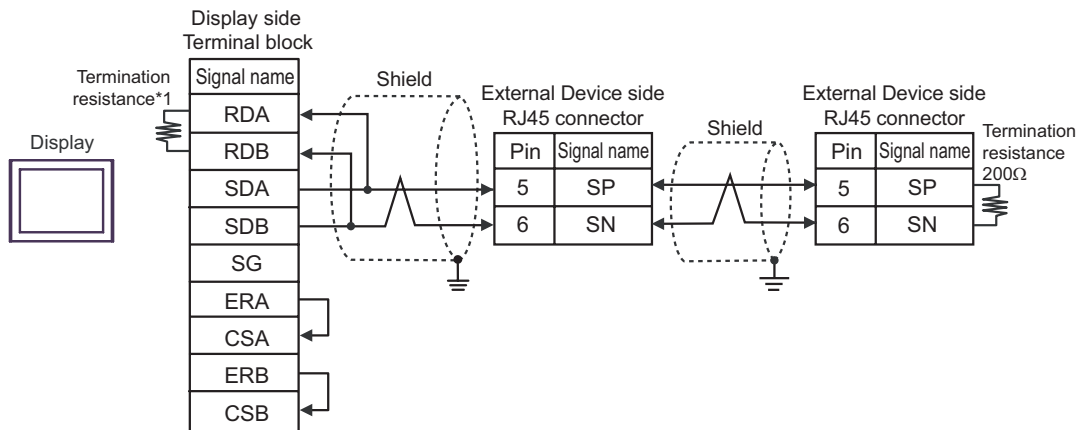 Display side
Terminal block
Signal name
RDA
RDB
SDA
SDB
SG
ERA
CSA
ERB
CSB
Termination
resistance*1
Display
Shield
External Device side
RJ45 connector
Pin Signal name
5 SP
6 SN
Shield
External Device side
RJ45 connector
Pin Signal name
5 SP
6 SN
Termination
resistance
200Ω